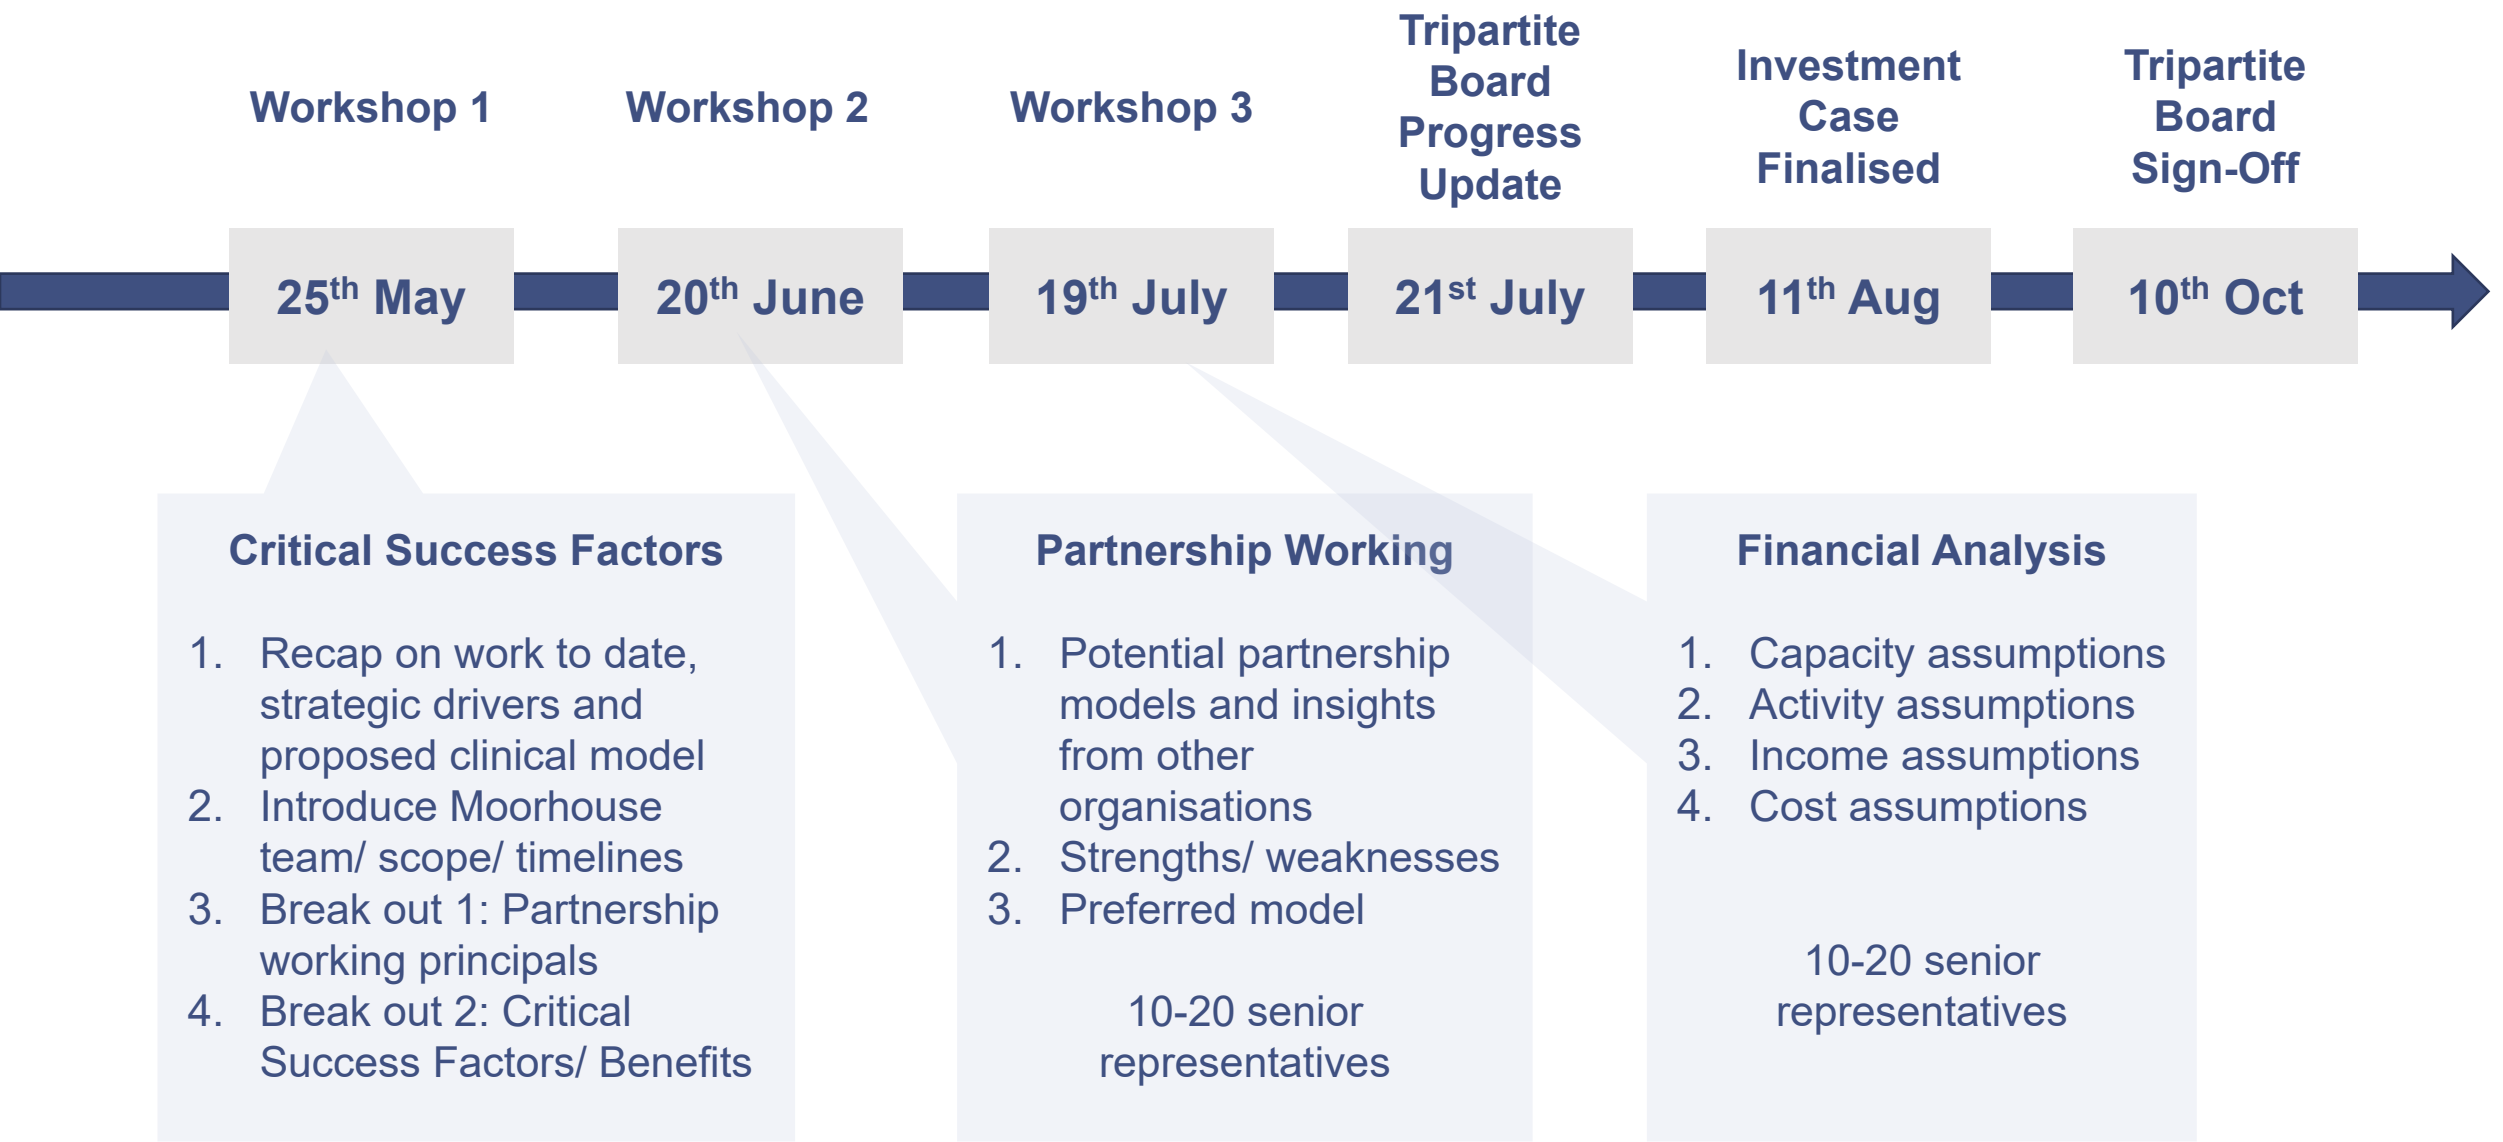 Workshop 1
Workshop 2
Workshop 3
Tripartite
Board
Progress
Update
Investment
Case
Finalised
Tripartite
Board
Sign-Off
25th May
20th June
19th July
21st July
11th Aug
10th Oct
Critical Success Factors
1. Recap on work to date,
strategic drivers and
proposed clinical model
2. Introduce Moorhouse
team/ scope/ timelines
3. Break out 1: Partnership
working principals
4. Break out 2: Critical
Success Factors/ Benefits
Partnership Working
1. Potential partnership
models and insights
from other
organisations
2. Strengths/ weaknesses
3. Preferred model
10-20 senior
representatives
Financial Analysis
1. Capacity assumptions
2. Activity assumptions
3. Income assumptions
4. Cost assumptions
10-20 senior
representatives